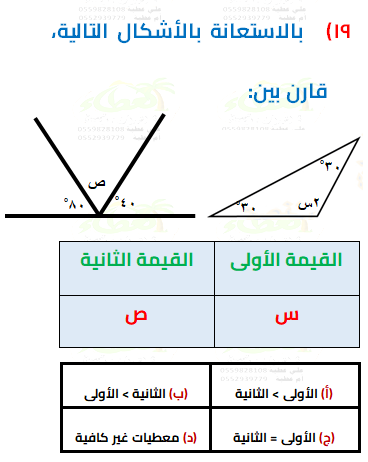 ١٩) بالاستعانة بالأشكال التالية،
قارن بين:
ص
°٨٠
°٤٠
°٣٠
°٣٠
٢س
القيمة الأولى
القيمة الثانية
س
ص
(أ) الأولى > الثانية
(ب) الثانية > الأولى
(ج) الأولى = الثانية
(د) معطيات غير كافية